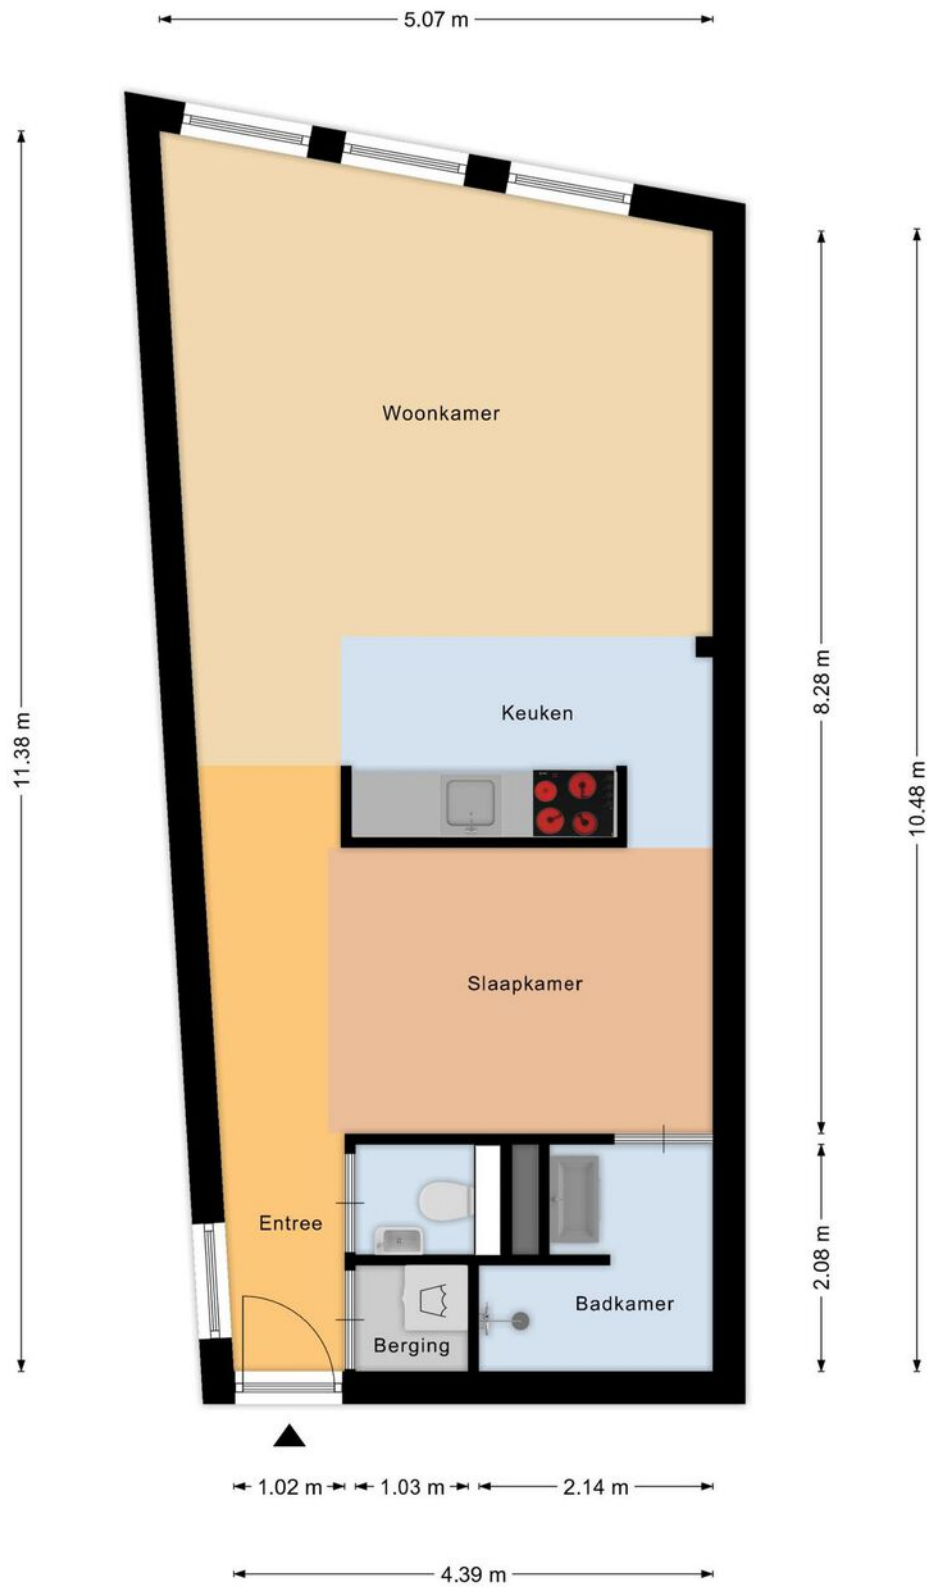 5.07 m
Woonkamer
8.28 m
Keuken
11.38 m
10.48 m
Slaapkamer
Entree
2.08 m
Badkamer
Berging
1.02 m
1.03 m
2.14 m
4.39 m